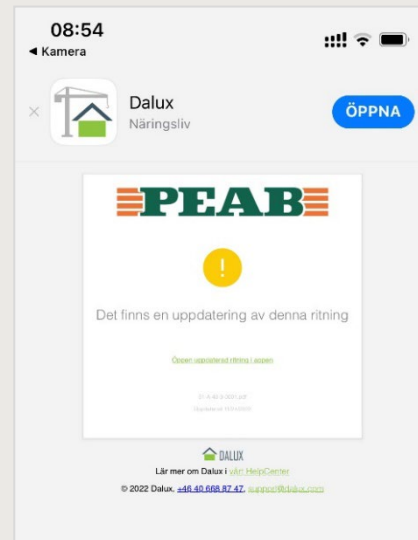 08:54
◀ Kamera
Dalux
Näringsliv
ÖPPNA
PEAB
!
Det finns en uppdatering av denna ritning
Öppen uppdaterad ritning i appen
DALUX
Lär mer om Dalux i vårt HelpCenter
© 2022 Dalux, +46 40 668 87 47, support@dalux.com